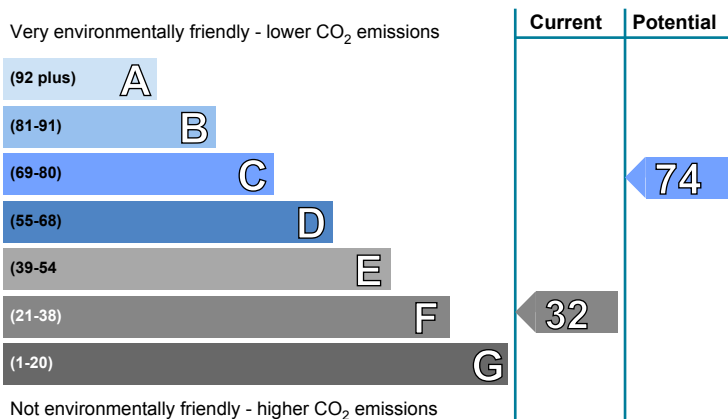 Current Potential
Very environmentally friendly - lower CO2 emissions
(92 plus) A
(81-91) B
(69-80) C
74
(55-68) D
(39-54 E
(21-38) F
32
(1-20) G
Not environmentally friendly - higher CO2 emissions